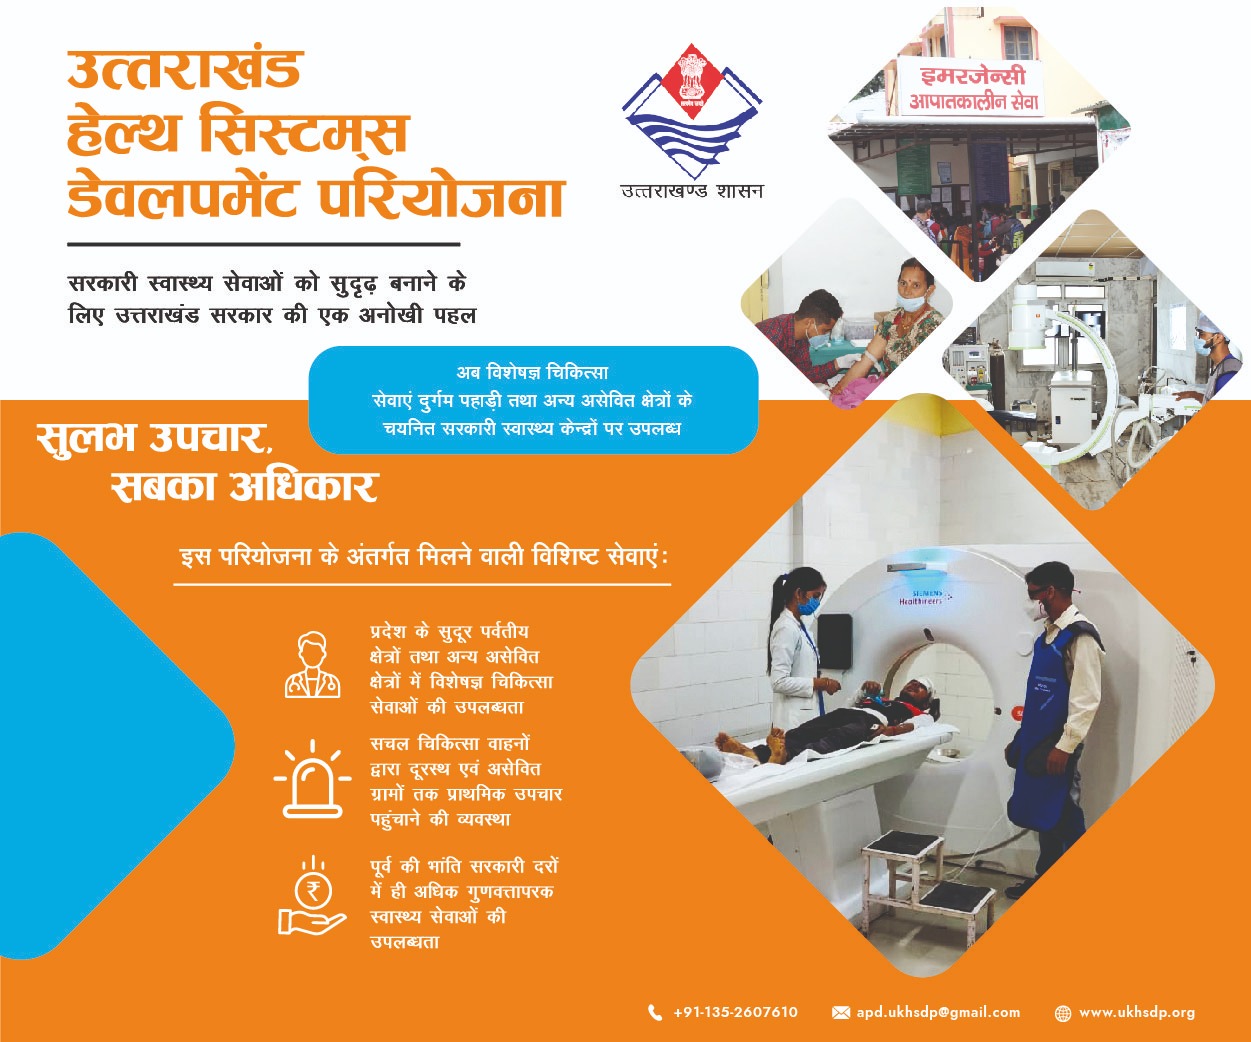 उत्तराखंड
हेल्थ सिस्टम्स
डेवलपमेंट परियोजना
सरकारी स्वास्थ्य सेवाओं को सुदृढ़ बनाने के
लिए उत्तराखंड सरकार की एक अनोखी पहल
उत्तराखण्ड शासन
इमरजेन्सी
आपातकालीन सेवा
अब विशेषज्ञ चिकित्सा
सेवाएं दुर्गम पहाड़ी तथा अन्य असेवित क्षेत्रों के
चयनित सरकारी स्वास्थ्य केन्द्रों पर उपलब्ध
सुलभ उपचार,
सबका अधिकार
इस परियोजना के अंतर्गत मिलने वाली विशिष्ट सेवाएं:
प्रदेश के सुदूर पर्वतीय
क्षेत्रों तथा अन्य असेवित
क्षेत्रों में विशेषज्ञ चिकित्सा
सेवाओं की उपलब्धता
सचल चिकित्सा वाहनों
द्वारा दूरस्थ एवं असेवित
ग्रामों तक प्राथमिक उपचार
पहुंचाने की व्यवस्था
₹
पूर्व की भांति सरकारी दरों
में ही अधिक गुणवत्तापरक
स्वास्थ्य सेवाओं की
उपलब्धता
SIEMENS
Healthineers
+91-135-2607610
apd.ukhsdp@gmail.com
www.ukhsdp.org